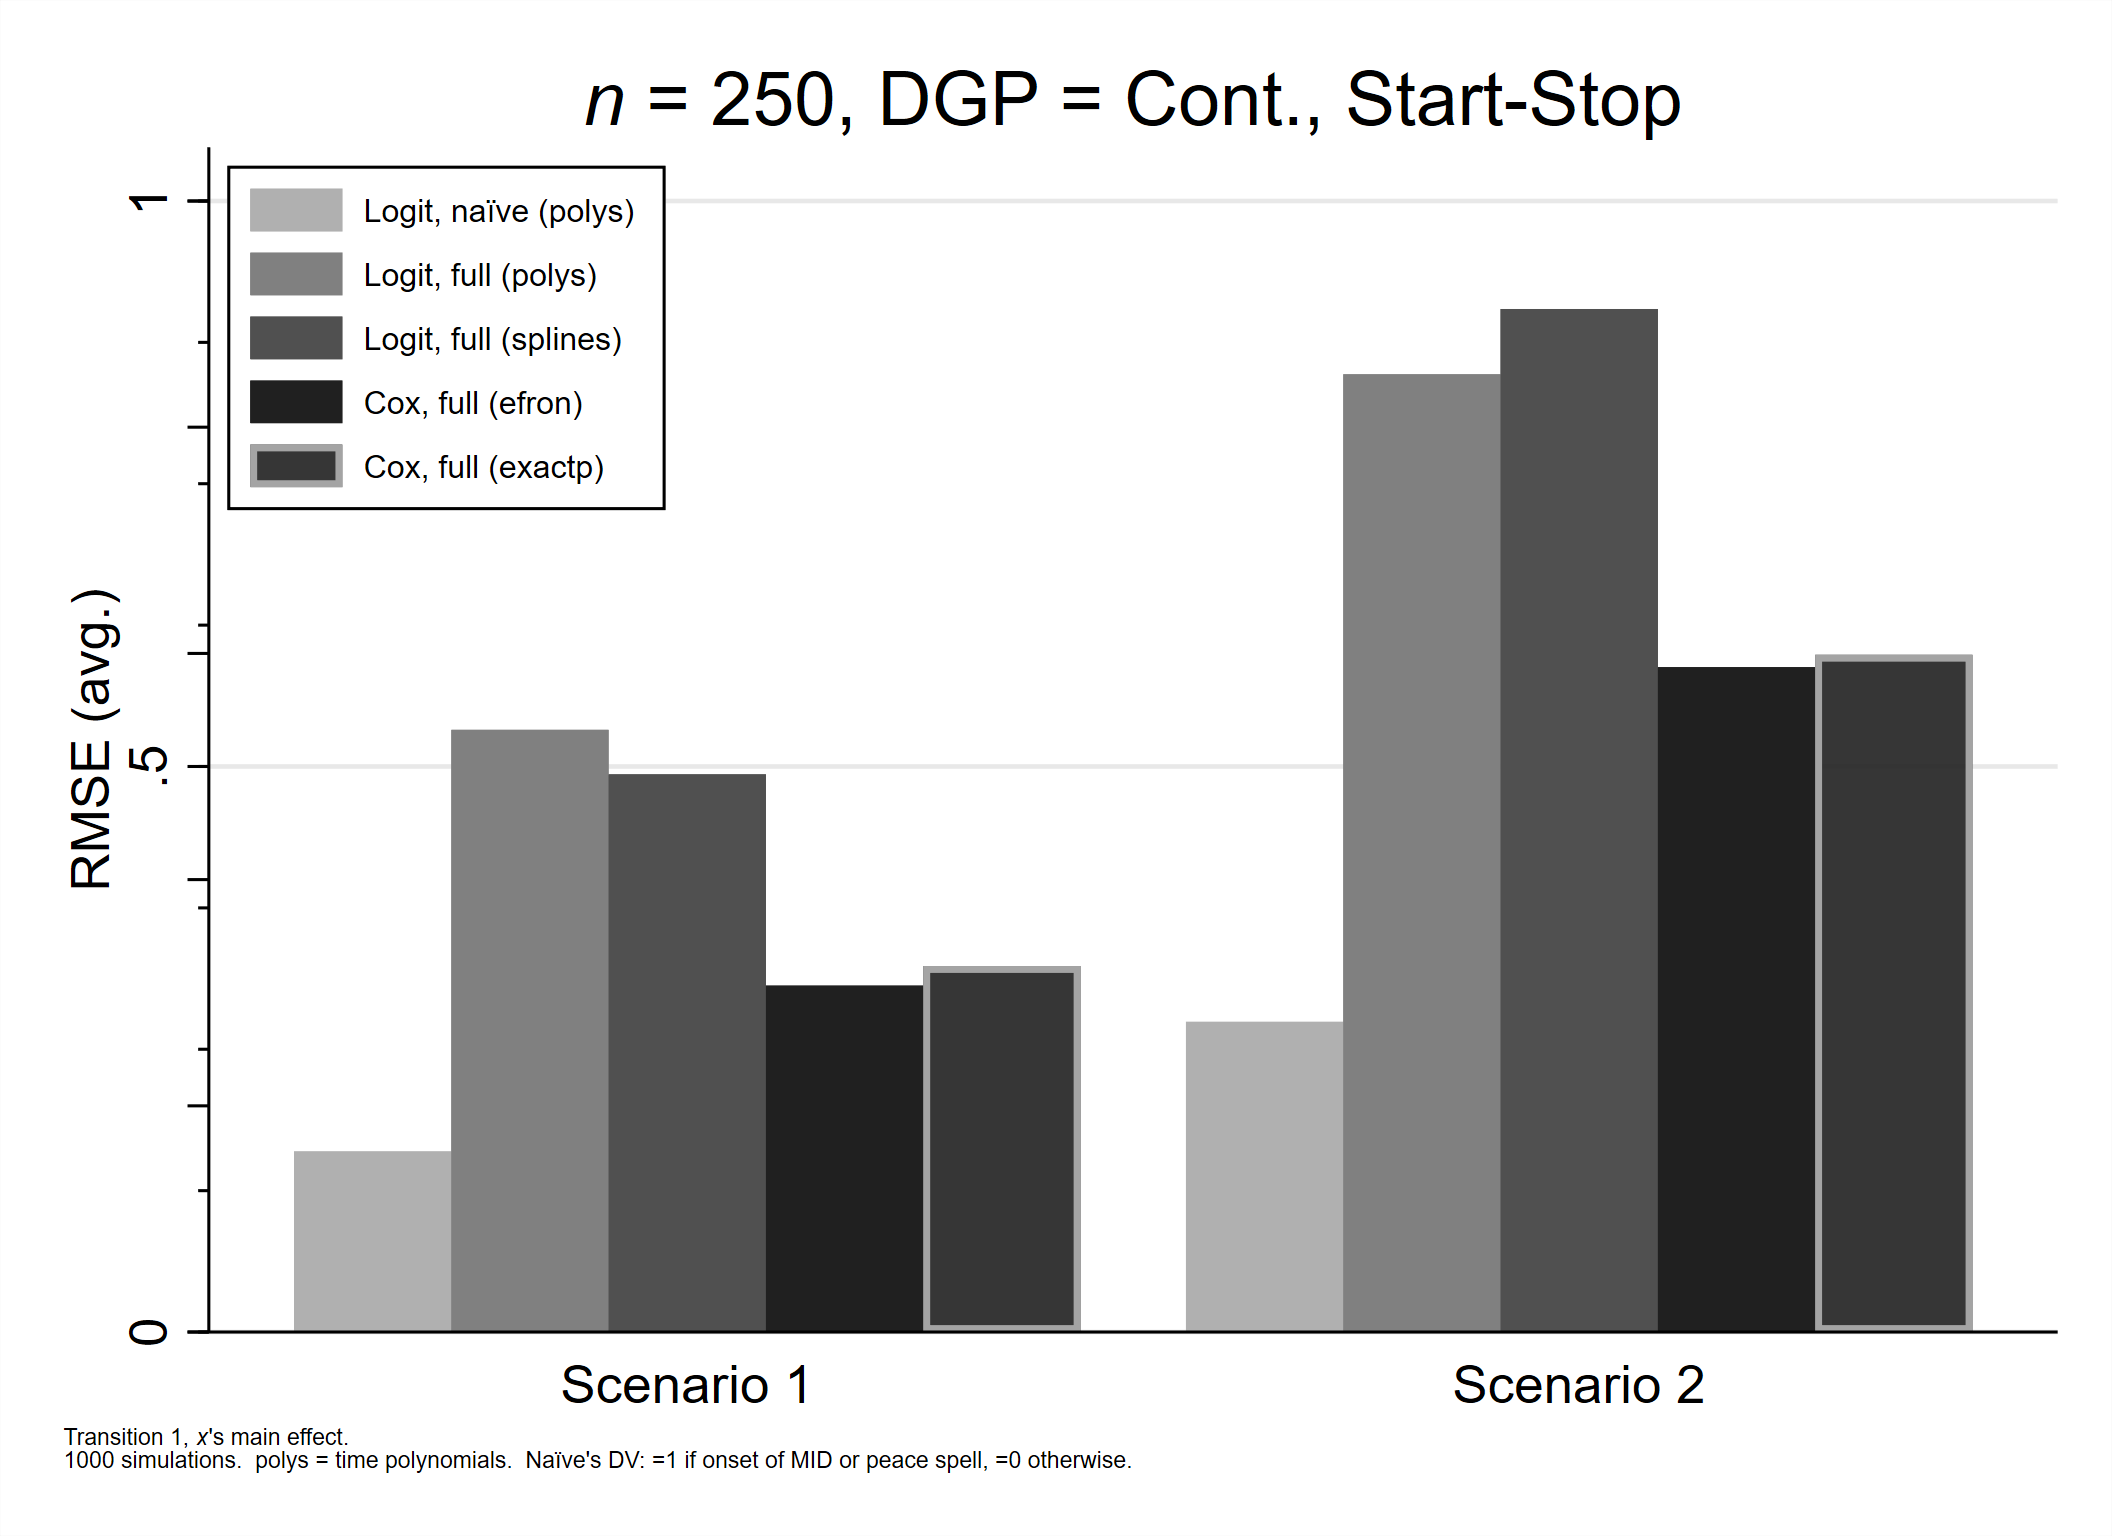 n = 250, DGP = Cont., Start-Stop
Logit, naïve (polys)
Logit, full (polys)
Logit, full (splines)
Cox, full (efron)
Cox, full (exactp)
RMSE (avg.)
1
.5
0
Scenario 1
Scenario 2
Transition 1, x's main effect.
1000 simulations.  polys = time polynomials.  Naïve's DV: =1 if onset of MID or peace spell, =0 otherwise.